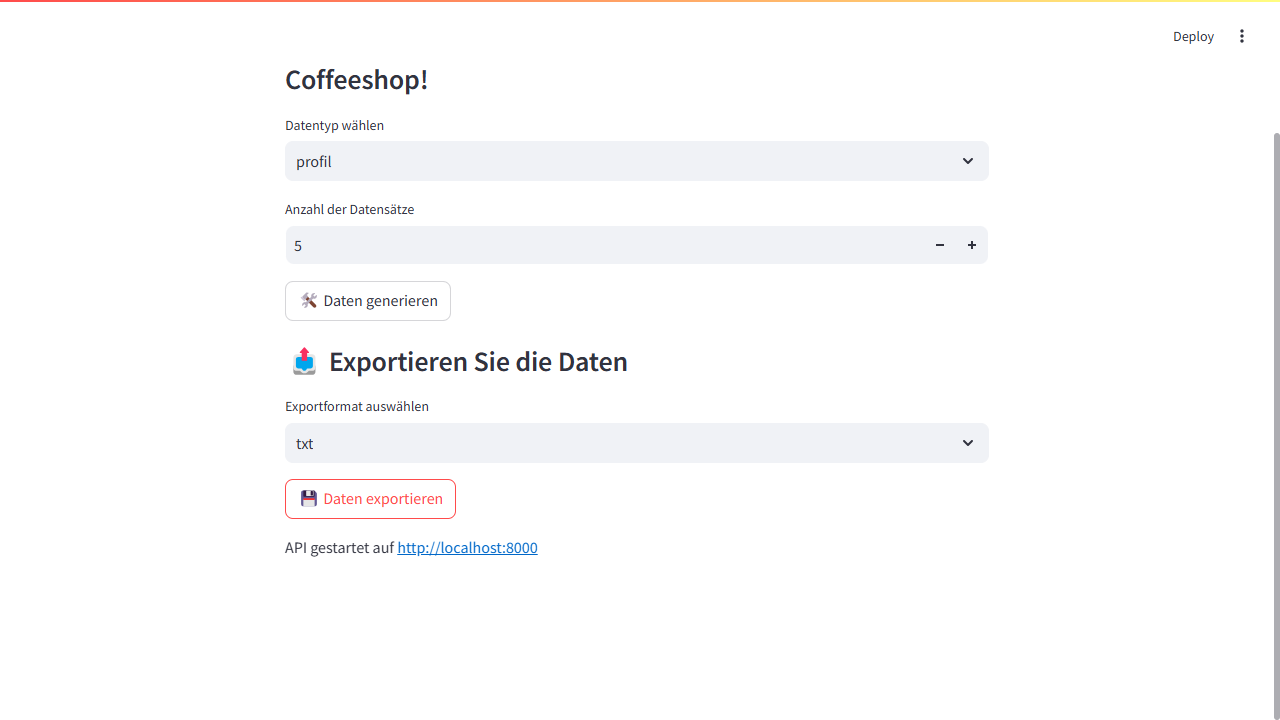 Deploy
Coffeeshop!
Datentyp wählen
profil
Anzahl der Datensätze
5
Daten generieren
Exportieren Sie die Daten
Exportformat auswählen
txt
Daten exportieren
API gestartet auf http://localhost:8000